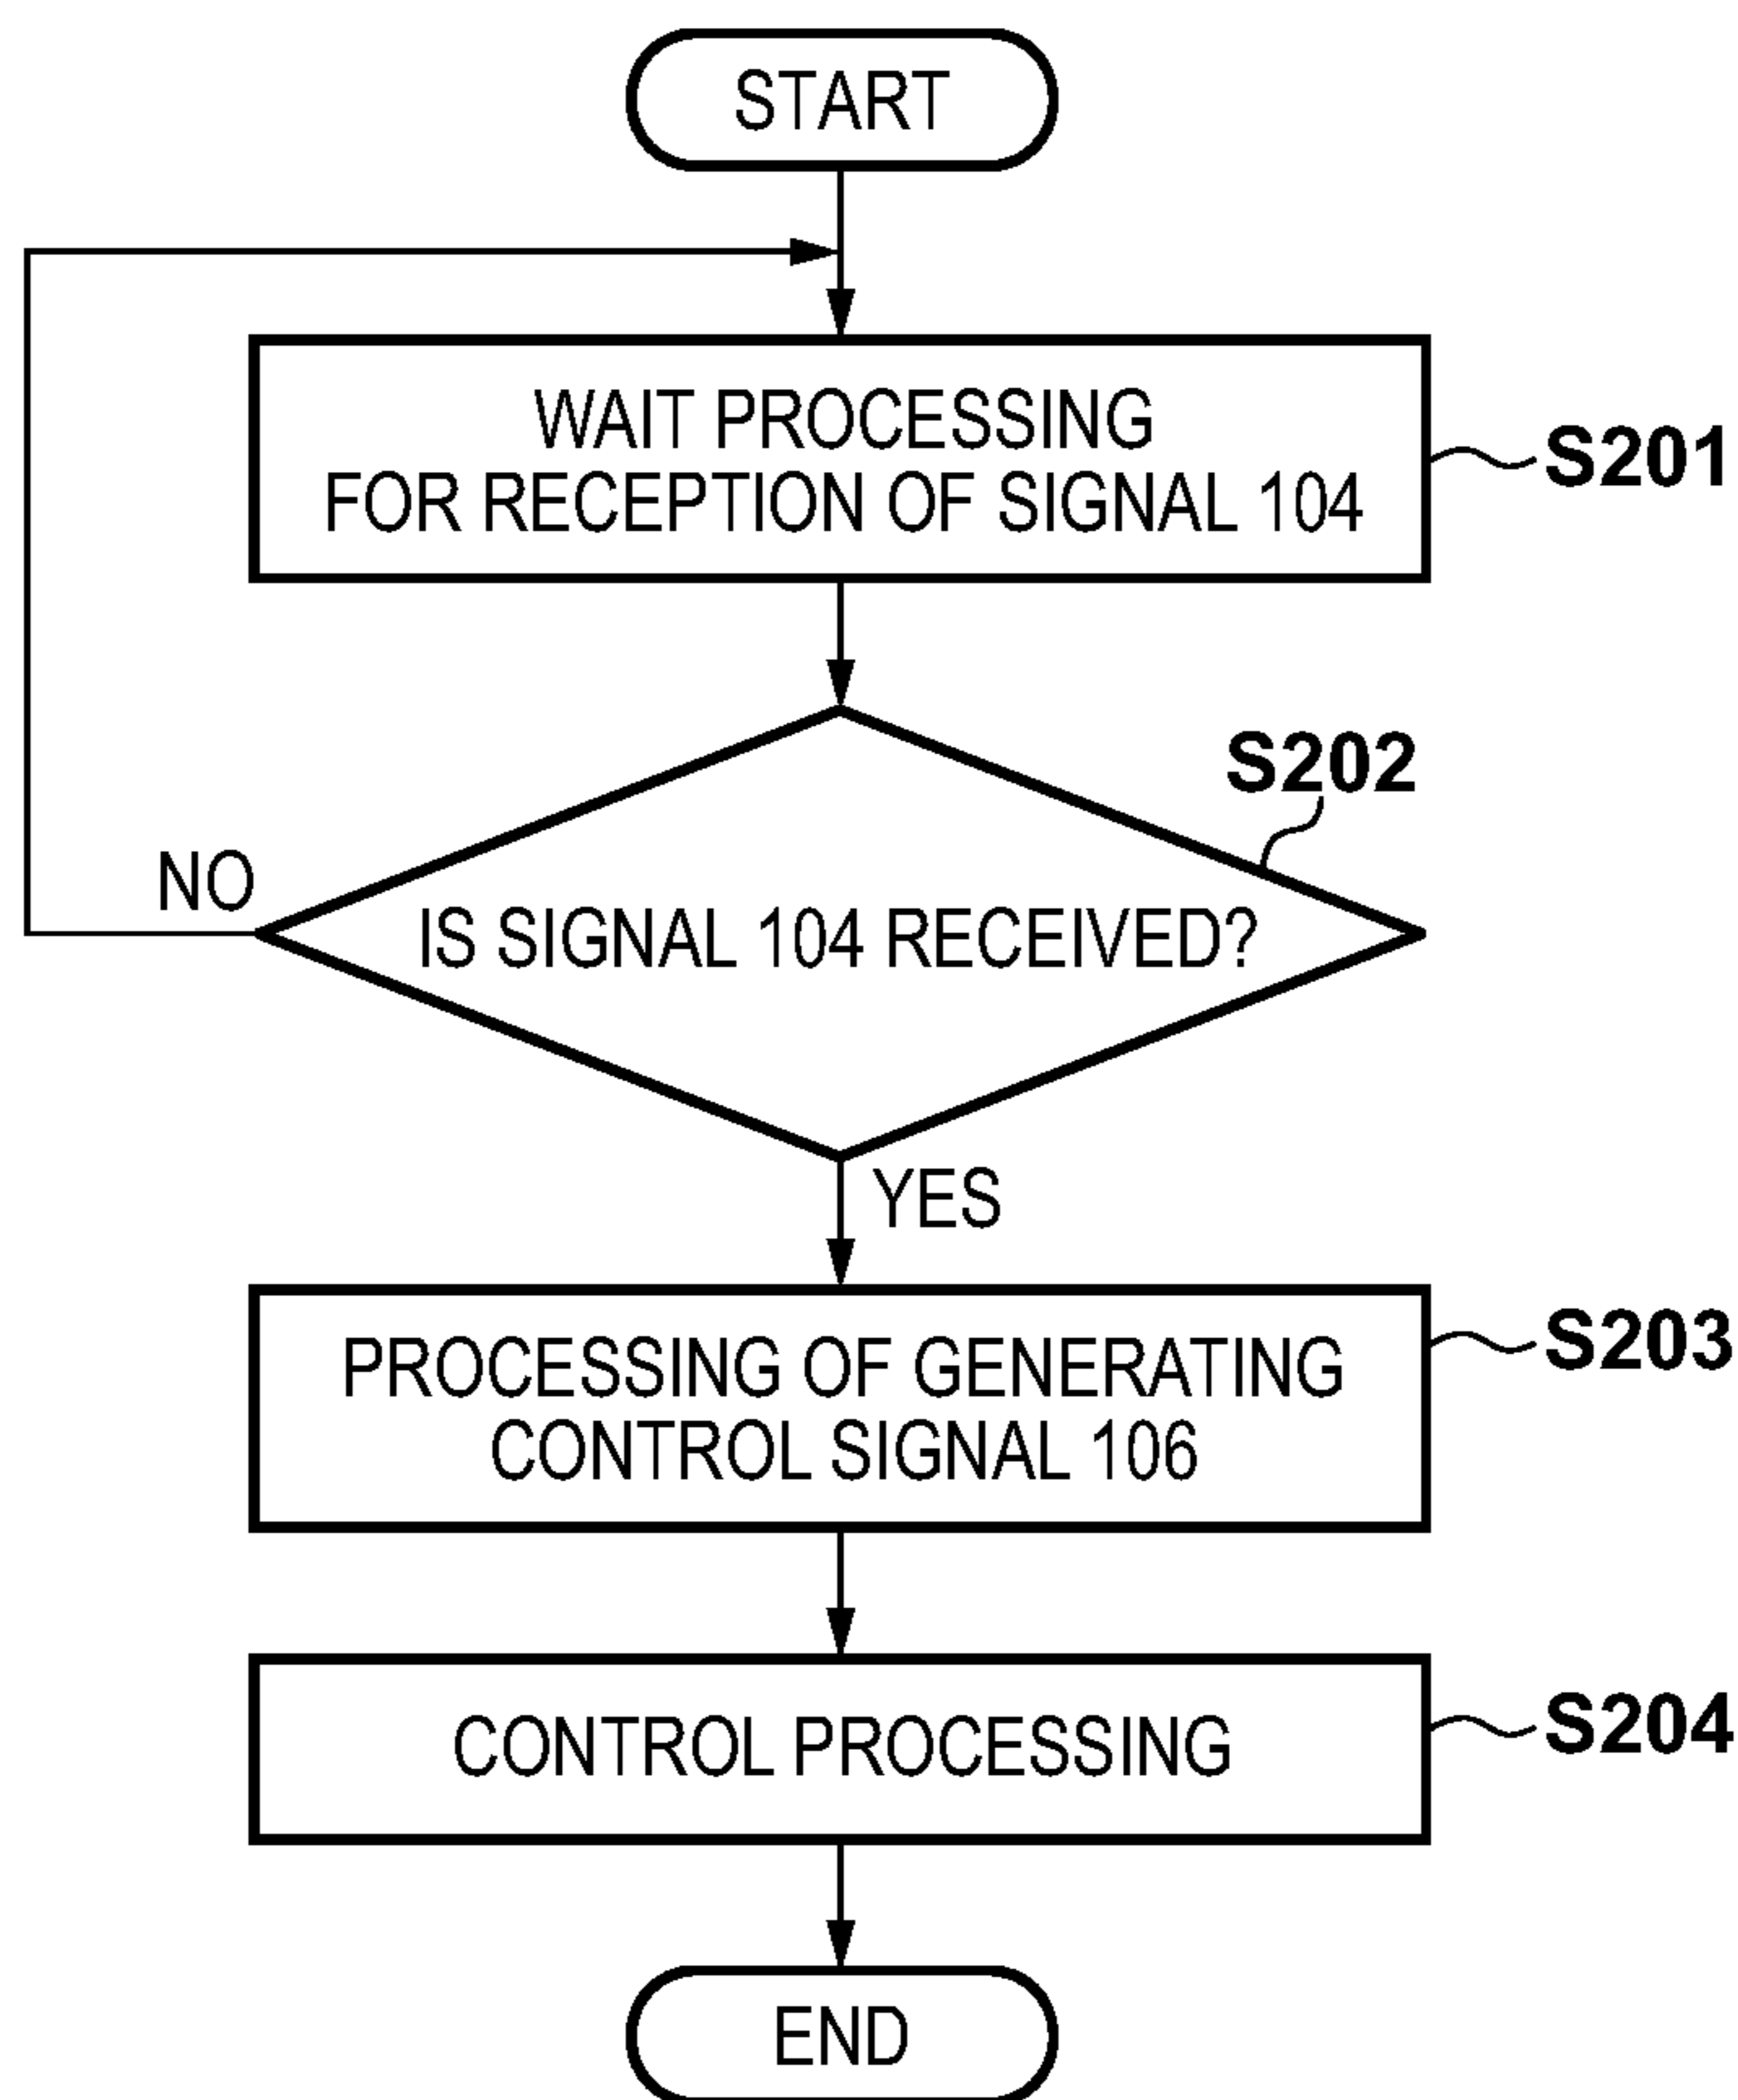 START
WAIT PROCESSING
FOR RECEPTION OF SIGNAL 104
S201
S202
NO
IS SIGNAL 104 RECEIVED?
YES
PROCESSING OF GENERATING
CONTROL SIGNAL 106
S203
CONTROL PROCESSING
S204
END